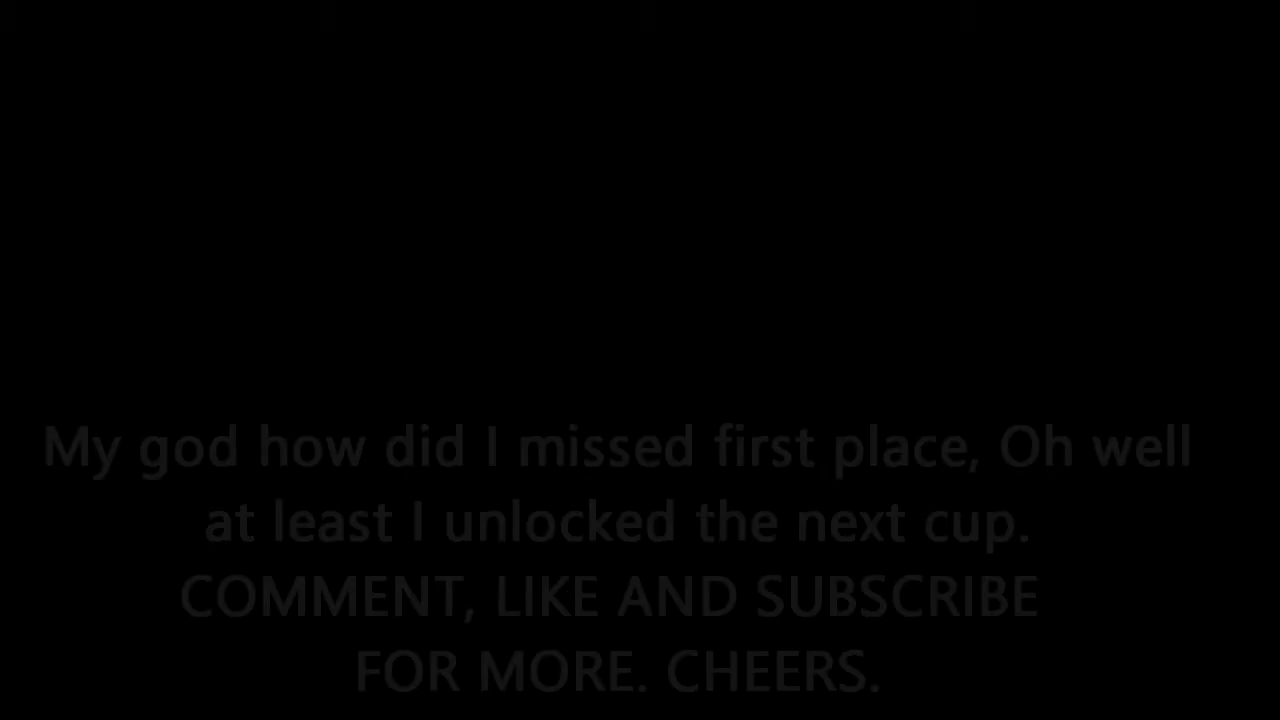 My god how did I missed first place, Oh well
at least I unlocked the next cup.
COMMENT, LIKE AND SUBSCRIBE
FOR MORE. CHEERS.